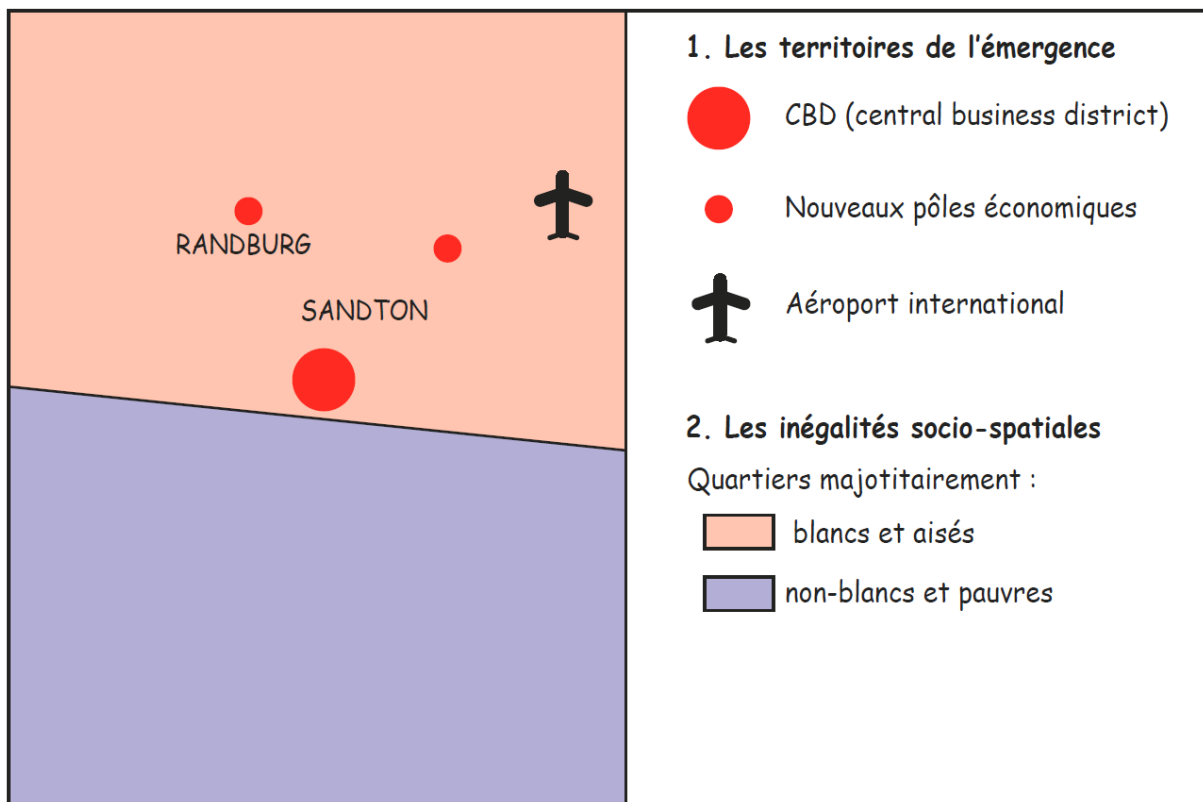 RANDBURG
SANDTON
1. Les territoires de l'émergence
CBD (central business district)
Nouveaux pôles économiques
Aéroport international
2. Les inégalités socio-spatiales
Quartiers majotitairement :
blancs et aisés
non-blancs et pauvres